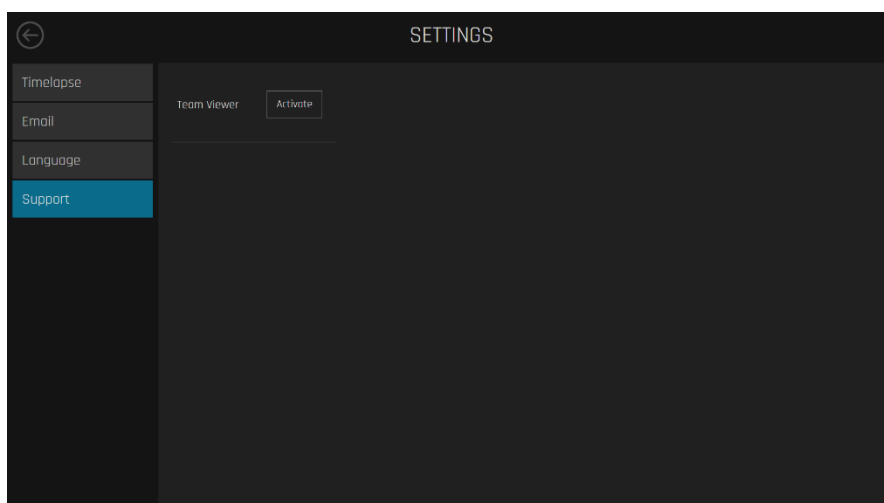 SETTINGS
Timelapse
Email
Language
Support
Team Viewer
Activate